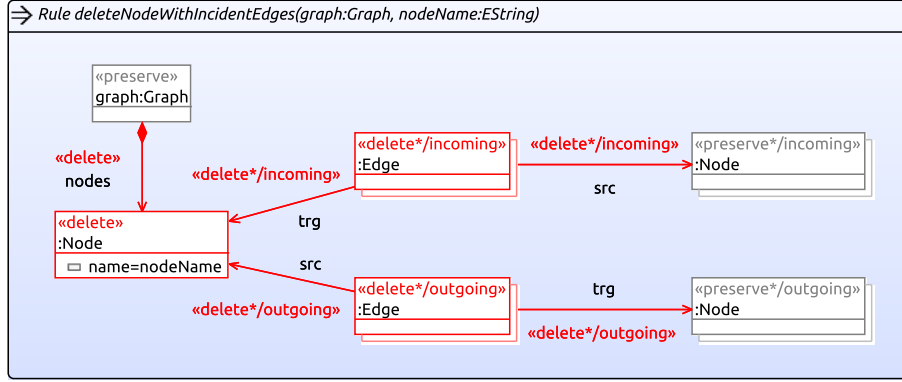 Rule deleteNodeWithIncidentEdges(graph:Graph, nodeName:EString)
«preserve»
graph:Graph
«delete»
nodes
«delete»
:Node
name=nodeName
«delete*/incoming»
trg
«delete*/incoming»
:Edge
«delete*/incoming»
src
«preserve*/incoming»
:Node
src
«delete*/outgoing»
«delete*/outgoing»
:Edge
trg
«delete*/outgoing»
«preserve*/outgoing»
:Node